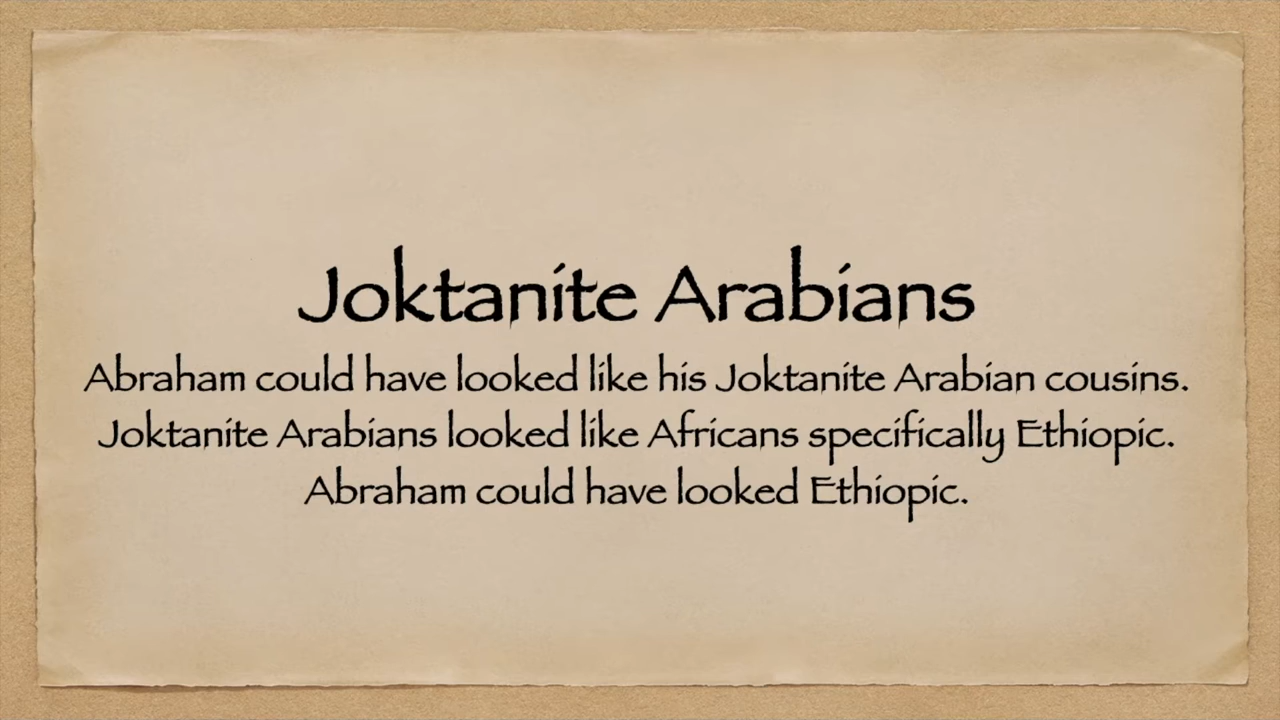 Joktanite Arabians
Abraham could have looked like his Joktanite Arabian cousins.
Joktanite Arabians looked like Africans specifically Ethiopic.
Abraham could have looked Ethiopic.